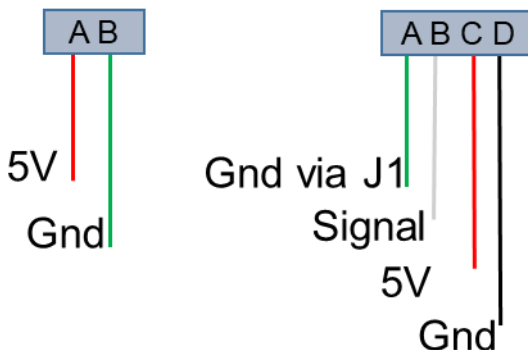 A B
5V
Gnd
A B C D
Gnd via J1
Signal
5V
Gnd